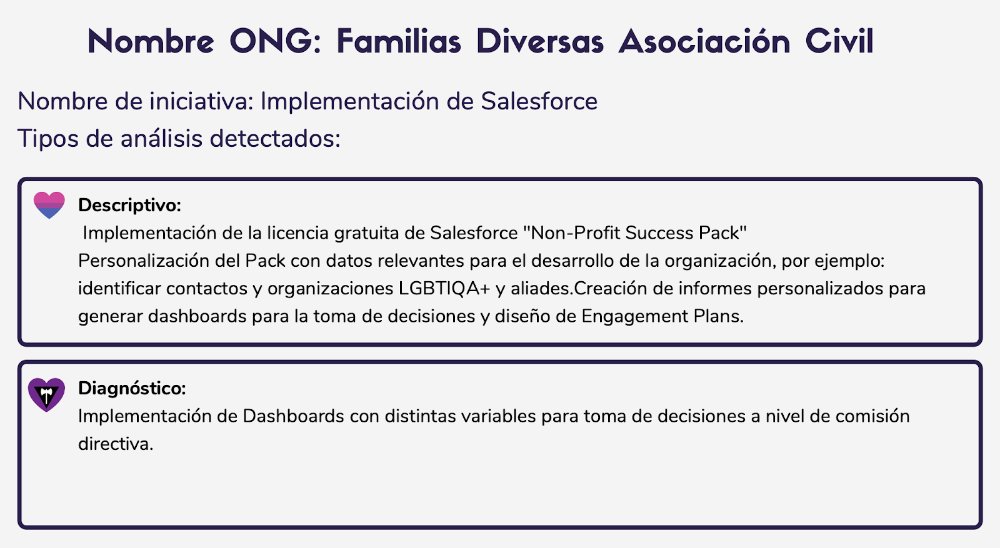 Nombre ONG: Familias Diversas Asociación Civil
Nombre de iniciativa: Implementación de Salesforce
Tipos de análisis detectados:
Descriptivo:
Implementación de la licencia gratuita de Salesforce "Non-Profit Success Pack"
Personalización del Pack con datos relevantes para el desarrollo de la organización, por ejemplo:
identificar contactos y organizaciones LGBTIQA+ y aliades.Creación de informes personalizados para
generar dashboards para la toma de decisiones y diseño de Engagement Plans.
Diagnóstico:
Implementación de Dashboards con distintas variables para toma de decisiones a nivel de comisión
directiva.